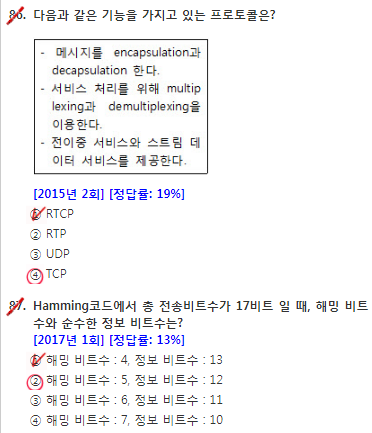 86. 다음과 같은 기능을 가지고 있는 프로토콜은?
- 메시지를 encapsulation과
decapsulation 한다.
- 서비스 처리를 위해 multip
lexing과 demultiplexing을
이용한다.
- 전이중 서비스와 스트림 데
이터 서비스를 제공한다.
[2015년 2회] [정답률: 19%]
① RTCP
② RTP
③ UDP
④ TCP
87. Hamming코드에서 총 전송비트수가 17비트 일 때, 해밍 비트
수와 순수한 정보 비트수는?
[2017년 1회] [정답률: 13%]
① 해밍 비트수 : 4, 정보 비트수 : 13
② 해밍 비트수 : 5, 정보 비트수 : 12
③ 해밍 비트수 : 6, 정보 비트수 : 11
④ 해밍 비트수 : 7, 정보 비트수 : 10